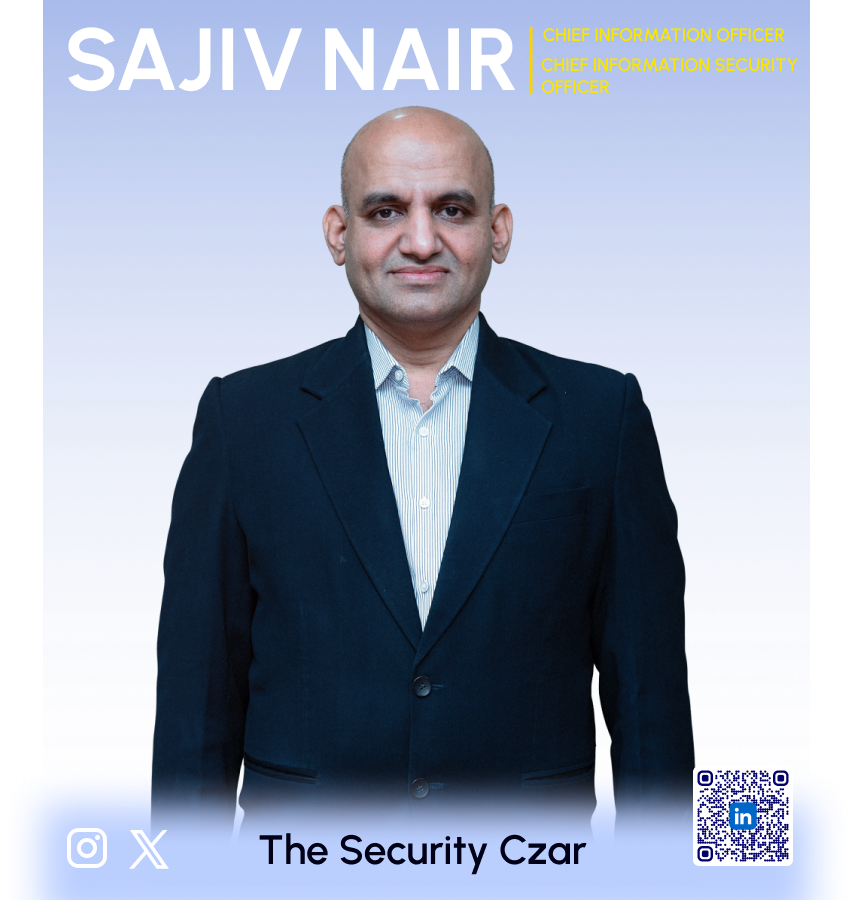 SAJIV NAIR
CHIEF INFORMATION OFFICER
CHIEF INFORMATION SECURITY
OFFICER
The Security Czar
in